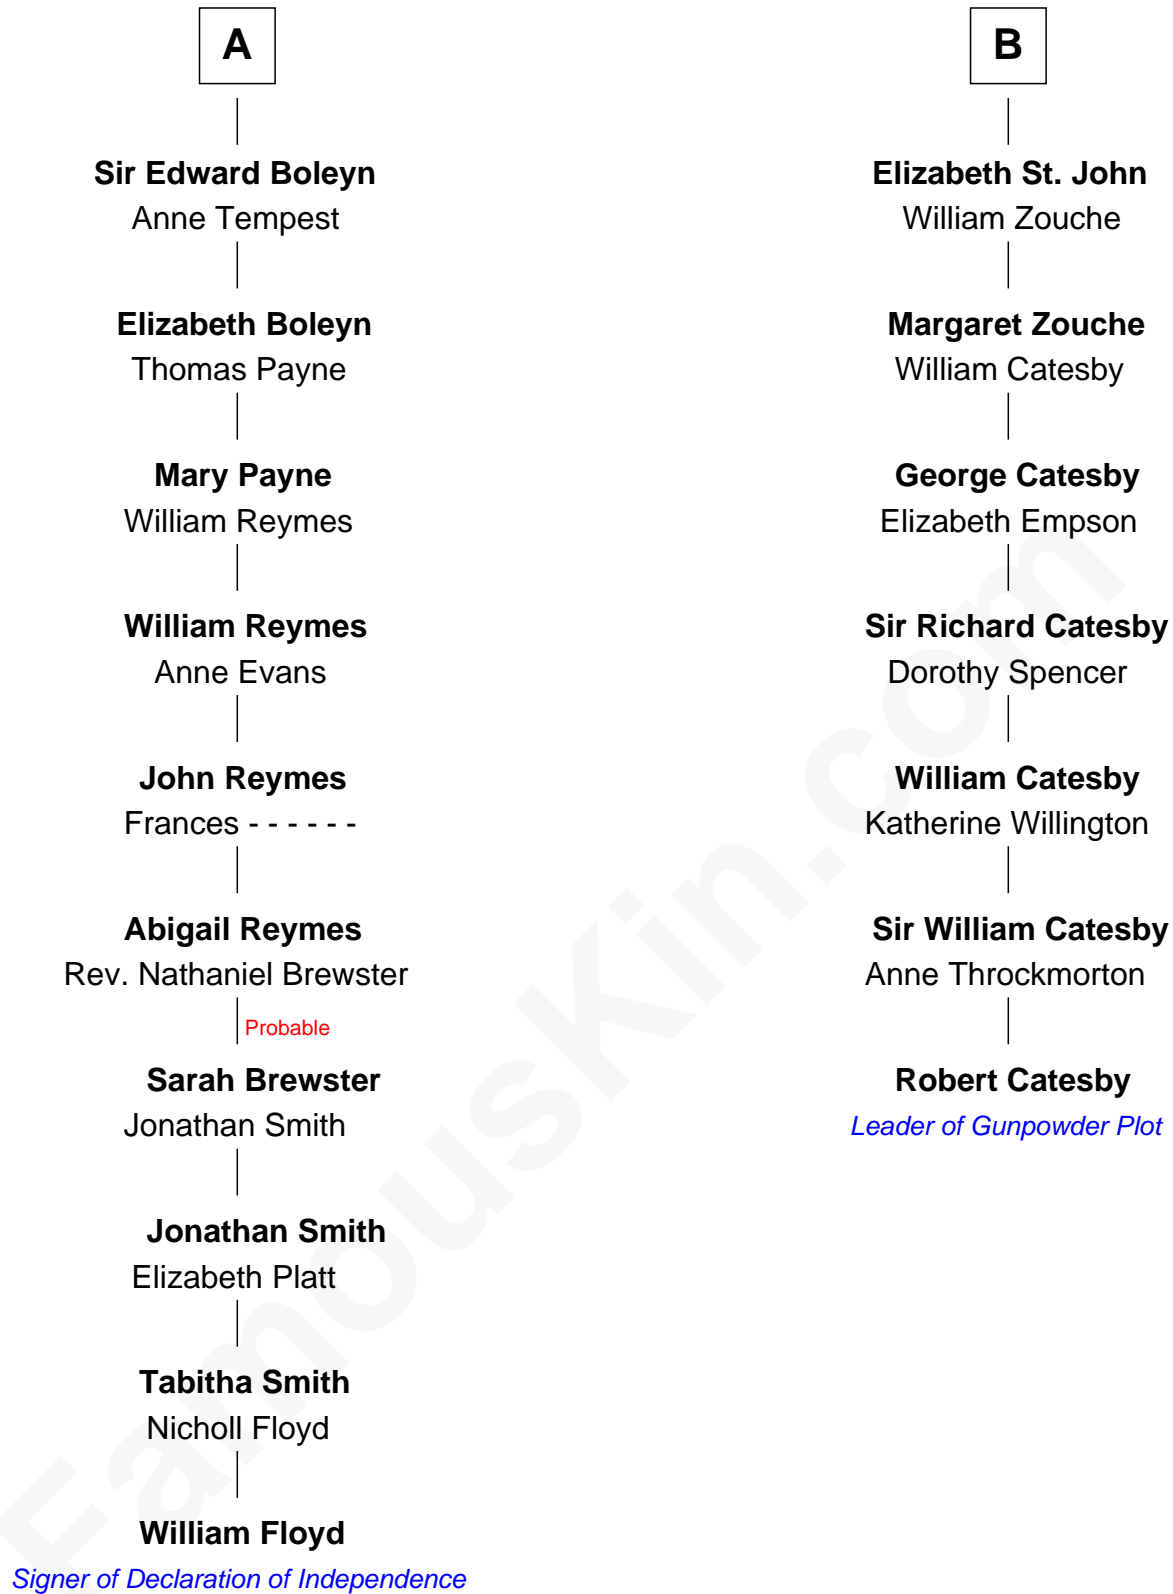 A
Sir Edward Boleyn
Anne Tempest
Elizabeth Boleyn
Thomas Payne
Mary Payne
William Reymes
William Reymes
Anne Evans
John Reymes
Frances - - - - - -
Abigail Reymes
Rev. Nathaniel Brewster
Probable
Sarah Brewster
Jonathan Smith
Jonathan Smith
Elizabeth Platt
Tabitha Smith
Nicholl Floyd
William Floyd
Signer of Declaration of Independence
B
Elizabeth St. John
William Zouche
Margaret Zouche
William Catesby
George Catesby
Elizabeth Empson
Sir Richard Catesby
Dorothy Spencer
William Catesby
Katherine Willington
Sir William Catesby
Anne Throckmorton
Robert Catesby
Leader of Gunpowder Plot
FamousKin.com